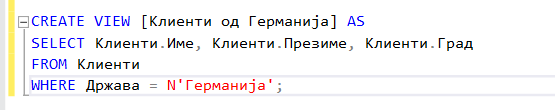 CREATE VIEW [Клиенти од Германија] AS
SELECT Клиенти.Име, Клиенти.Презиме, Клиенти.Град
FROM Клиенти
WHERE Држава = N'Германија';